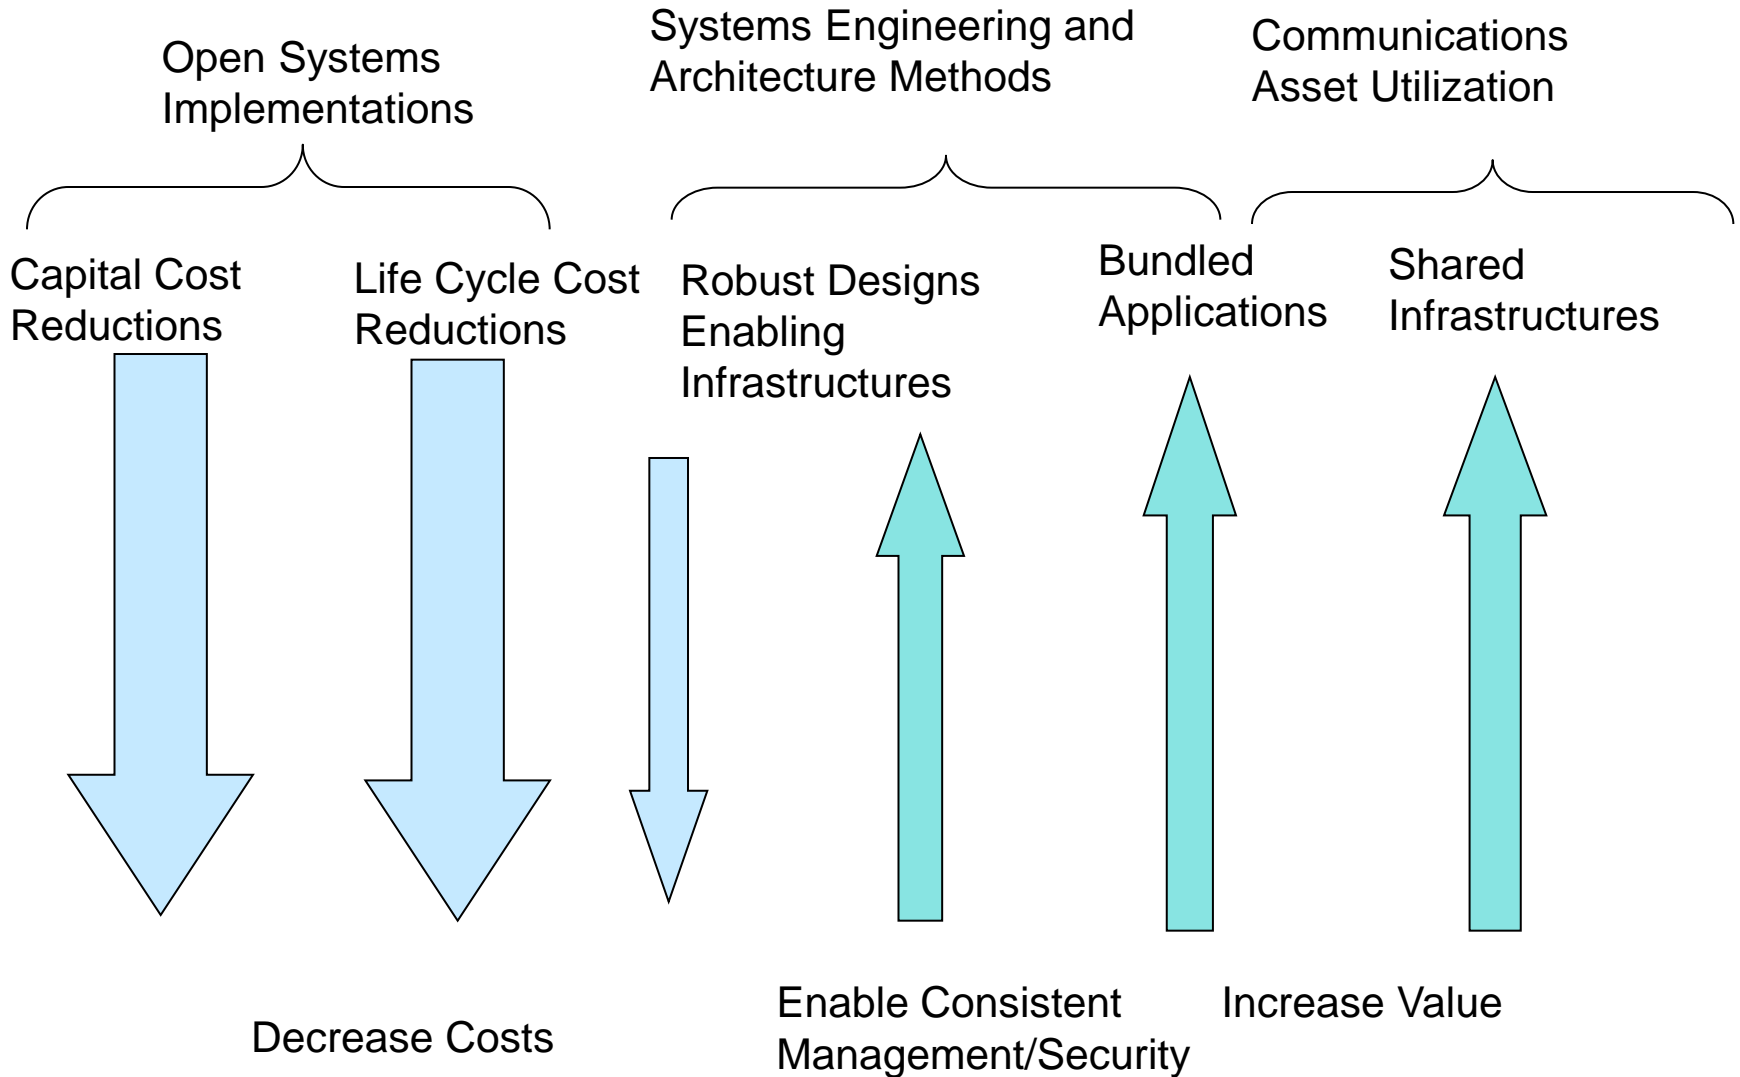 Open Systems
Implementations
Systems Engineering and
Architecture Methods
Communications
Asset Utilization
Capital Cost
Reductions
Life Cycle Cost
Reductions
Robust Designs
Enabling
Infrastructures
Bundled
Applications
Shared
Infrastructures
Decrease Costs
Enable Consistent
Management/Security
Increase Value